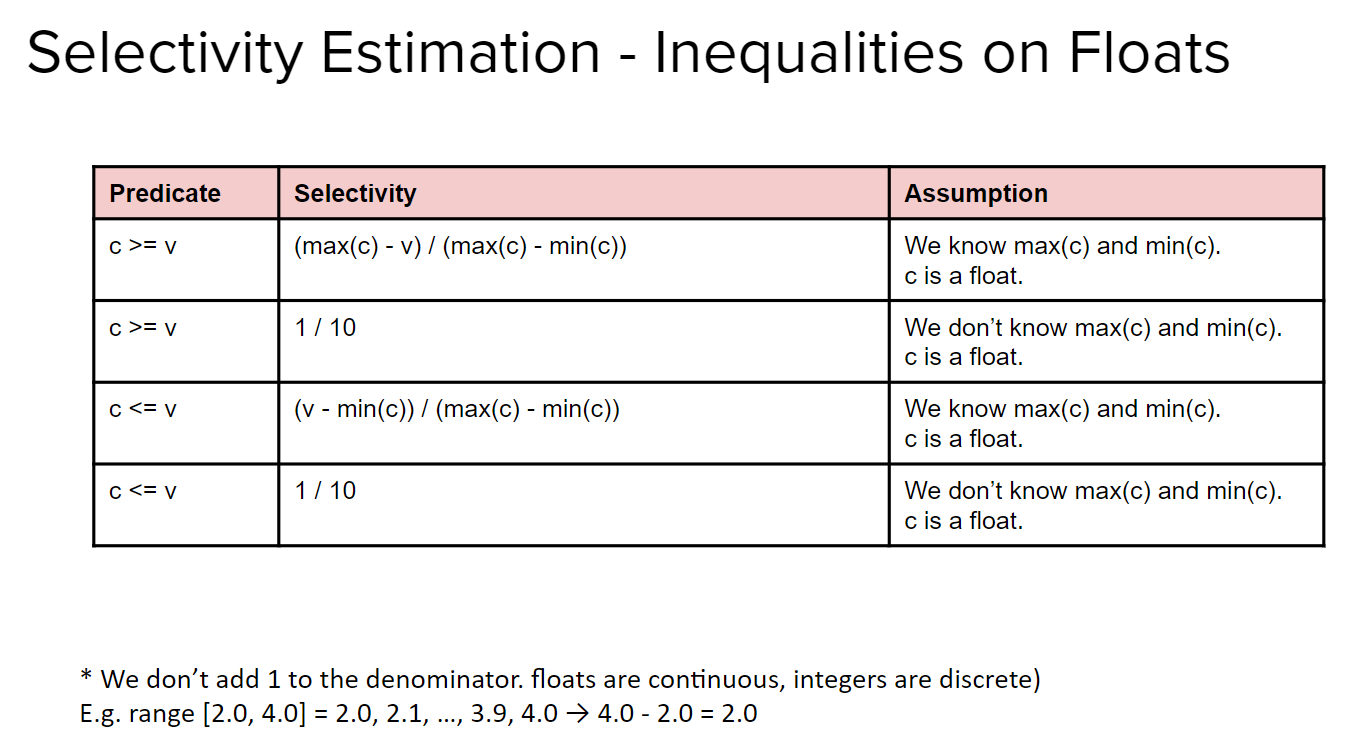 Selectivity Estimation - Inequalities on Floats
Predicate Selectivity Assumption
c >= v (max(c) - v) / (max(c) - min(c)) We know max(c) and min(c).
c is a float.
c >= v 1 / 10 We don’t know max(c) and min(c).
c is a float.
c <= v (v - min(c)) / (max(c) - min(c)) We know max(c) and min(c).
c is a float.
c <= v 1 / 10 We don’t know max(c) and min(c).
c is a float.
* We don’t add 1 to the denominator. floats are continuous, integers are discrete)
E.g. range [2.0, 4.0] = 2.0, 2.1, …, 3.9, 4.0 → 4.0 - 2.0 = 2.0